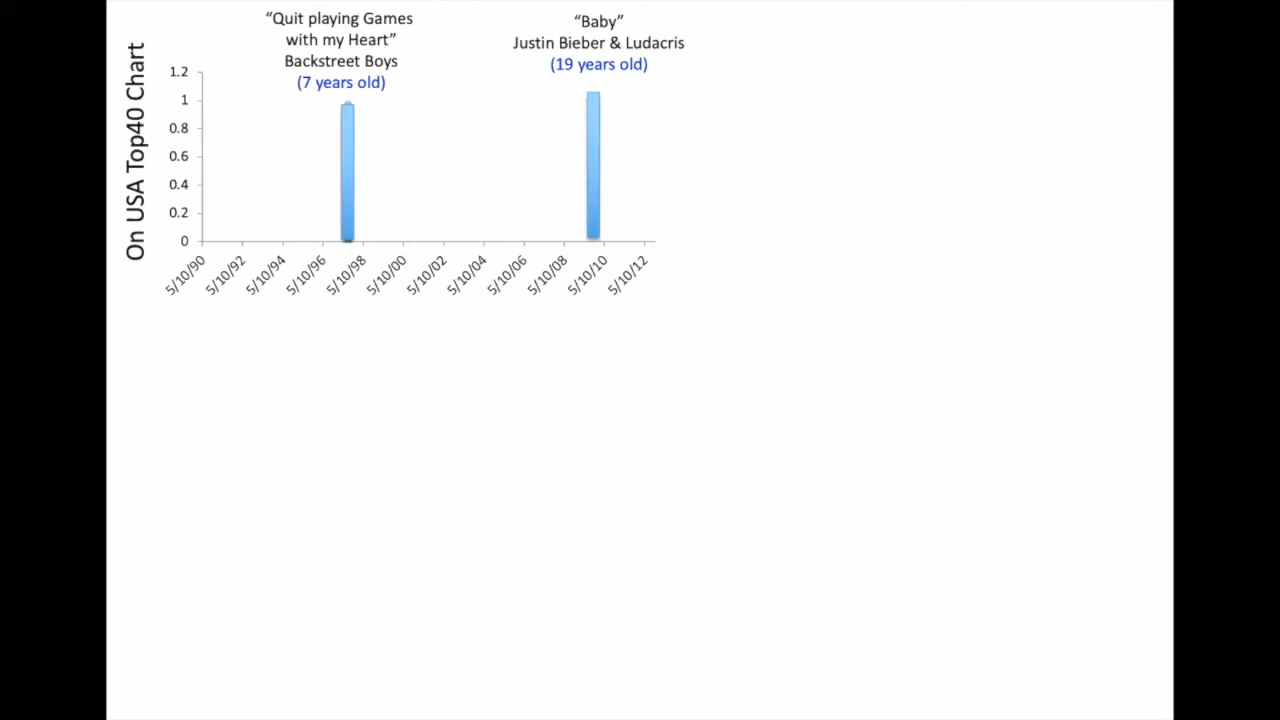 “Quit playing Games
with my Heart”
Backstreet Boys
(7 years old)
“Baby”
Justin Bieber & Ludacris
(19 years old)
On USA Top40 Chart
1.2
1
0.8
0.6
0.4
0.2
0
5/10/90
5/10/92
5/10/94
5/10/96
5/10/98
5/10/00
5/10/02
5/10/04
5/10/06
5/10/08
5/10/10
5/10/12